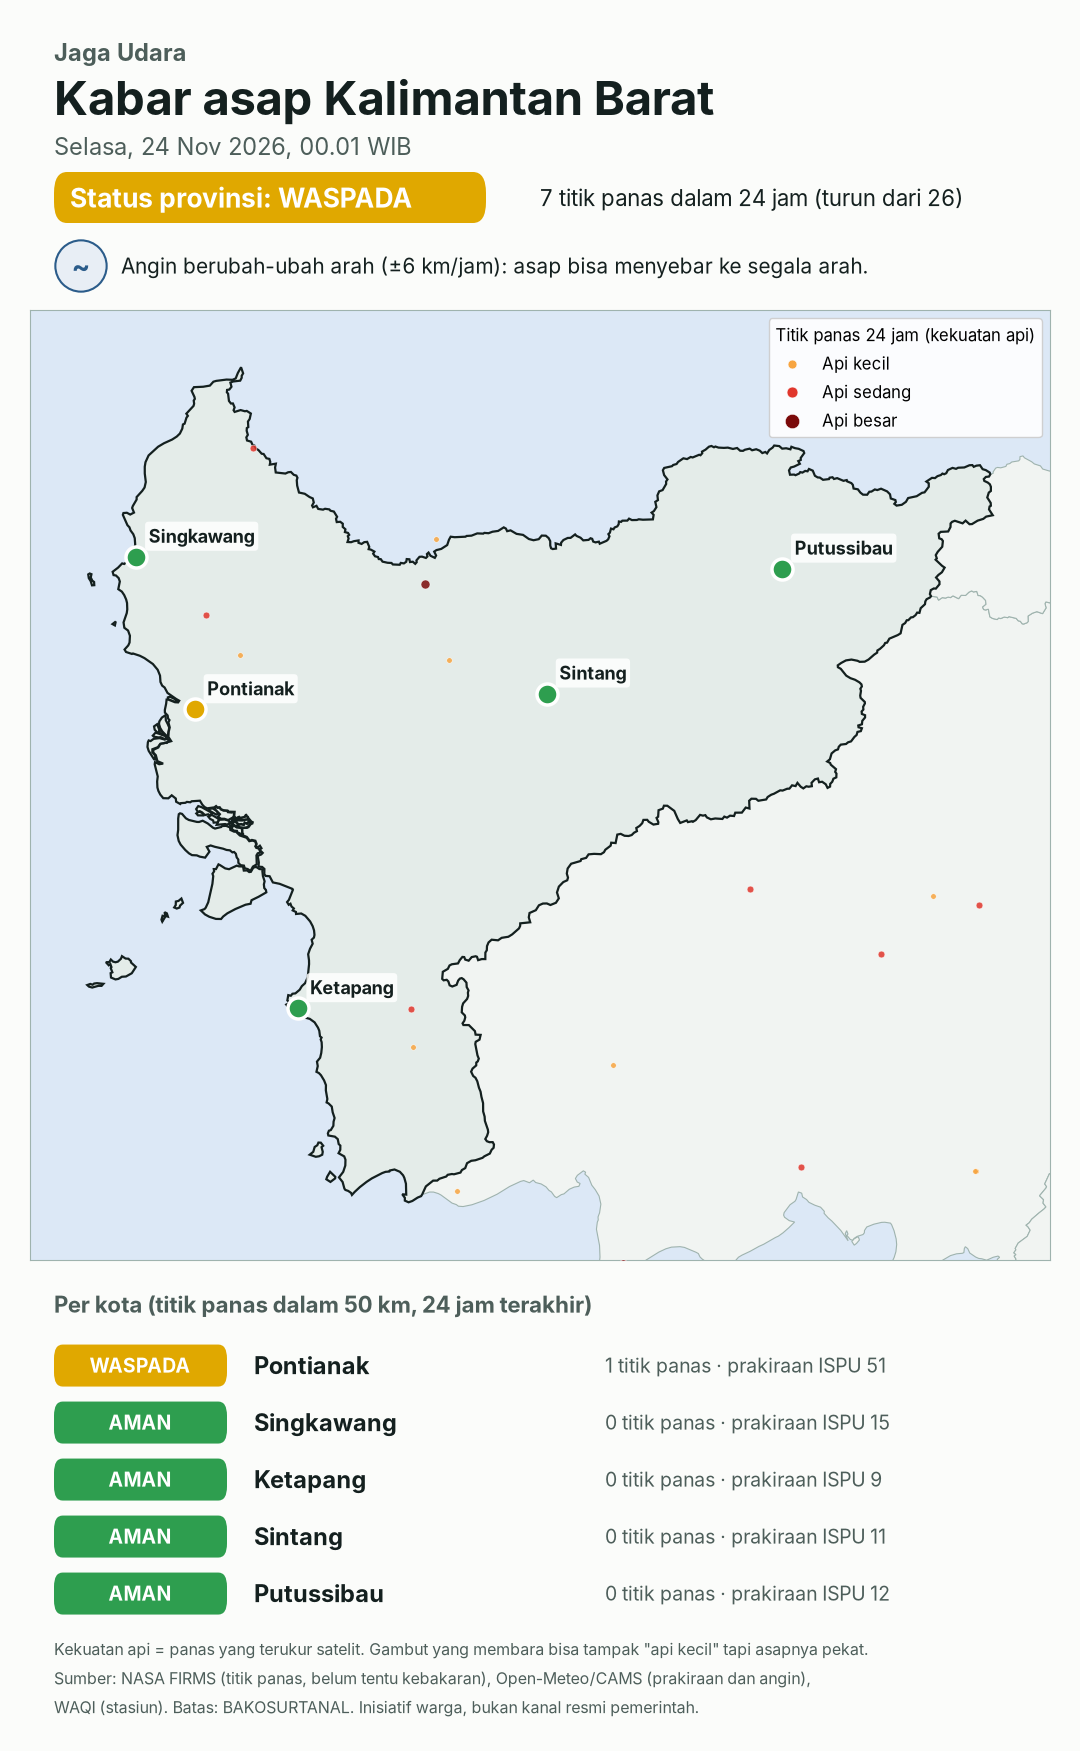 Jaga Udara
Kabar asap Kalimantan Barat
Selasa, 24 Nov 2026, 00.01 WIB
Status provinsi: WASPADA
7 titik panas dalam 24 jam (turun dari 26)
~ Angin berubah-ubah arah (±6 km/jam): asap bisa menyebar ke segala arah.
Titik panas 24 jam (kekuatan api)
Api kecil
Api sedang
Api besar
Singkawang
Putussibau
Sintang
Pontianak
Ketapang
Per kota (titik panas dalam 50 km, 24 jam terakhir)
WASPADA Pontianak 1 titik panas · prakiraan ISPU 51
AMAN Singkawang 0 titik panas · prakiraan ISPU 15
AMAN Ketapang 0 titik panas · prakiraan ISPU 9
AMAN Sintang 0 titik panas · prakiraan ISPU 11
AMAN Putussibau 0 titik panas · prakiraan ISPU 12
Kekuatan api = panas yang terukur satelit. Gambut yang membara bisa tampak "api kecil" tapi asapnya pekat.
Sumber: NASA FIRMS (titik panas, belum tentu kebakaran), Open-Meteo/CAMS (prakiraan dan angin),
WAQI (stasiun). Batas: BAKOSURTANAL. Inisiatif warga, bukan kanal resmi pemerintah.